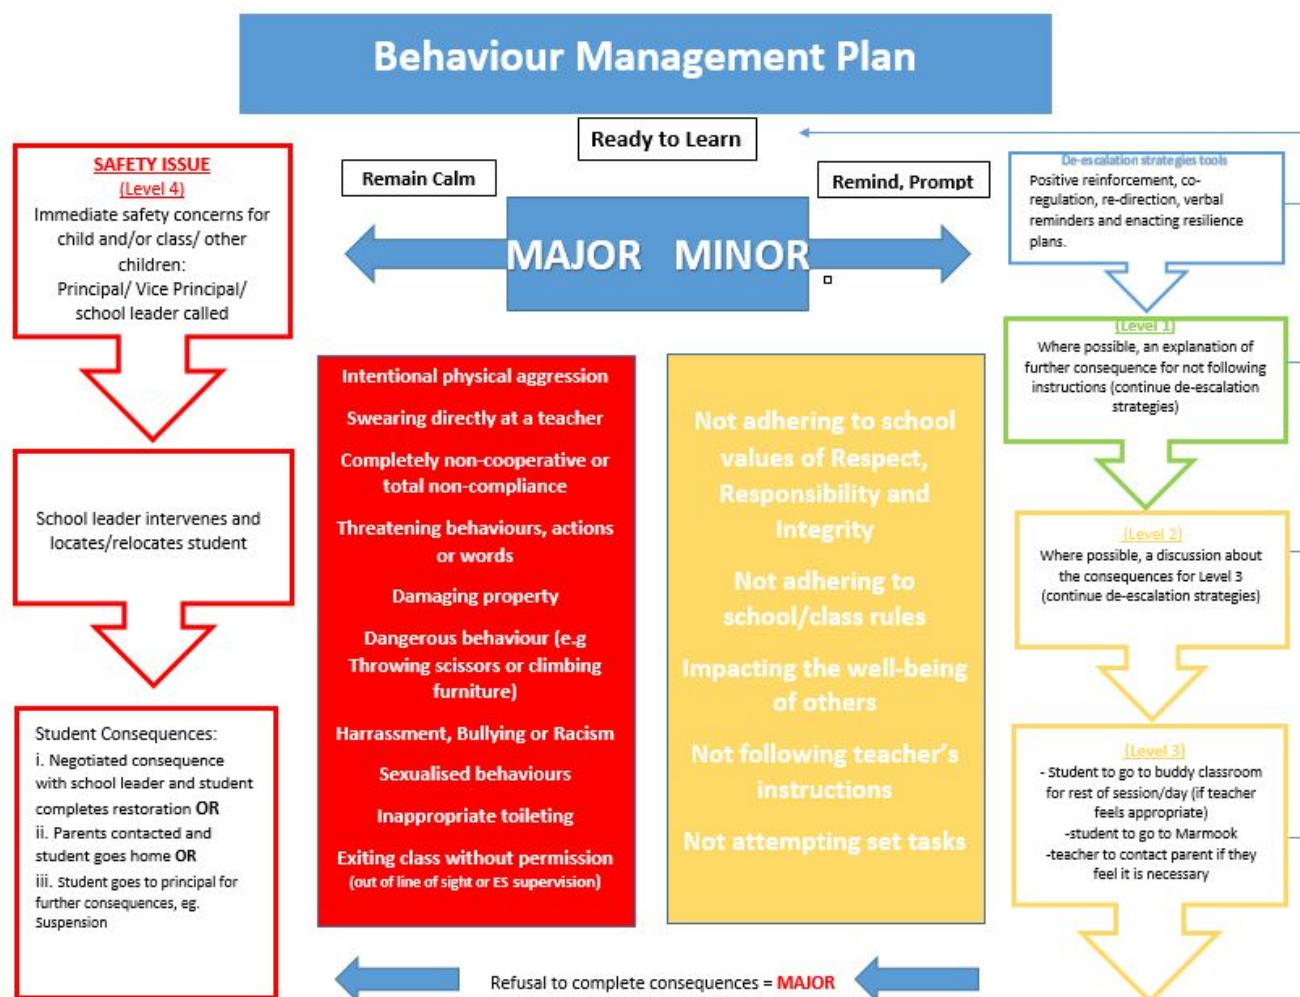 Behaviour Management Plan
Ready to Learn
Remain Calm
Remind, Prompt
MAJOR MINOR
SAFETY ISSUE
(Level 4)
Immediate safety concerns for
child and/or class/ other
children:
Principal/ Vice Principal/
school leader called
School leader intervenes and
locates/relocates student
Student Consequences:
i. Negotiated consequence
with school leader and student
completes restoration OR
ii. Parents contacted and
student goes home OR
iii. Student goes to principal for
further consequences, eg.
Suspension
Intentional physical aggression
Swearing directly at a teacher
Completely non-cooperative or
total non-compliance
Threatening behaviours, actions
or words
Damaging property
Dangerous behaviour (e.g
Throwing scissors or climbing
furniture)
Harrassment, Bullying or Racism
Sexualised behaviours
Inappropriate toileting
Exiting class without permission
(out of line of sight or ES supervision)
Not adhering to school
values of Respect,
Responsibility and
Integrity
Not adhering to
school/class rules
Impacting the well-being
of others
Not following teacher's
instructions
Not attempting set tasks
De-escalation strategies tools
Positive reinforcement, co-
regulation, re-direction, verbal
reminders and enacting resilience
plans.
(Level 1)
Where possible, an explanation of
further consequence for not following
instructions (continue de-escalation
strategies)
(Level 2)
Where possible, a discussion about
the consequences for Level 3
(continue de-escalation strategies)
(Level 3)
- Student to go to buddy classroom
for rest of session/day (if teacher
feels appropriate)
-student to go to Marmook
-teacher to contact parent if they
feel it is necessary
Refusal to complete consequences = MAJOR